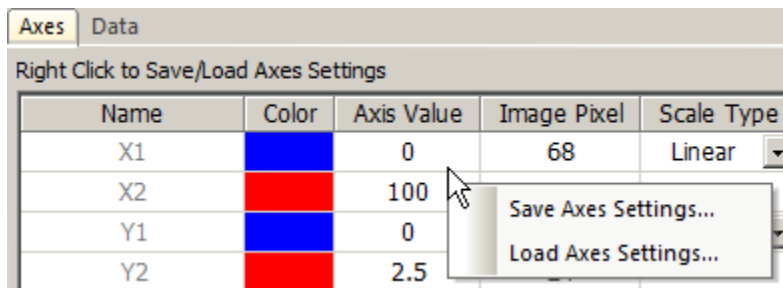 Axes Data
Right Click to Save/Load Axes Settings
Name Color Axis Value Image Pixel Scale Type
X1 0 68 Linear
X2 100
Save Axes Settings...
Y1 0
Load Axes Settings...
Y2 2.5